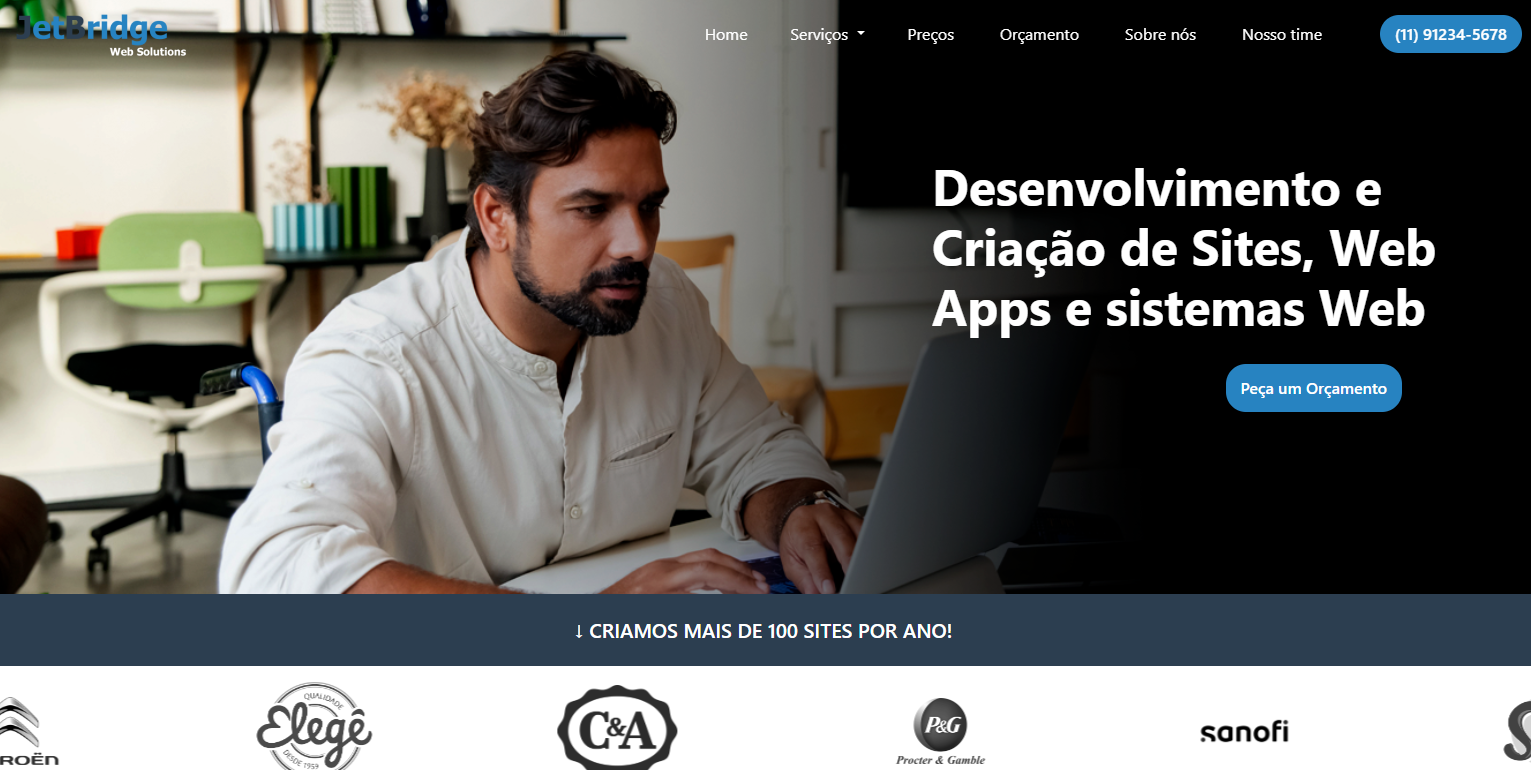 JetBridge
Web Solutions
Home
Serviços
Preços
Orçamento
Sobre nós
Nosso time
(11) 91234-5678
Desenvolvimento e
Criação de Sites, Web
Apps e sistemas Web
Peça um Orçamento
↓ CRIAMOS MAIS DE 100 SITES POR ANO!
ROËN
QUALIDADE
Elegê
DESDE 1959
C&A
P&G
Procter & Gamble
sanofi